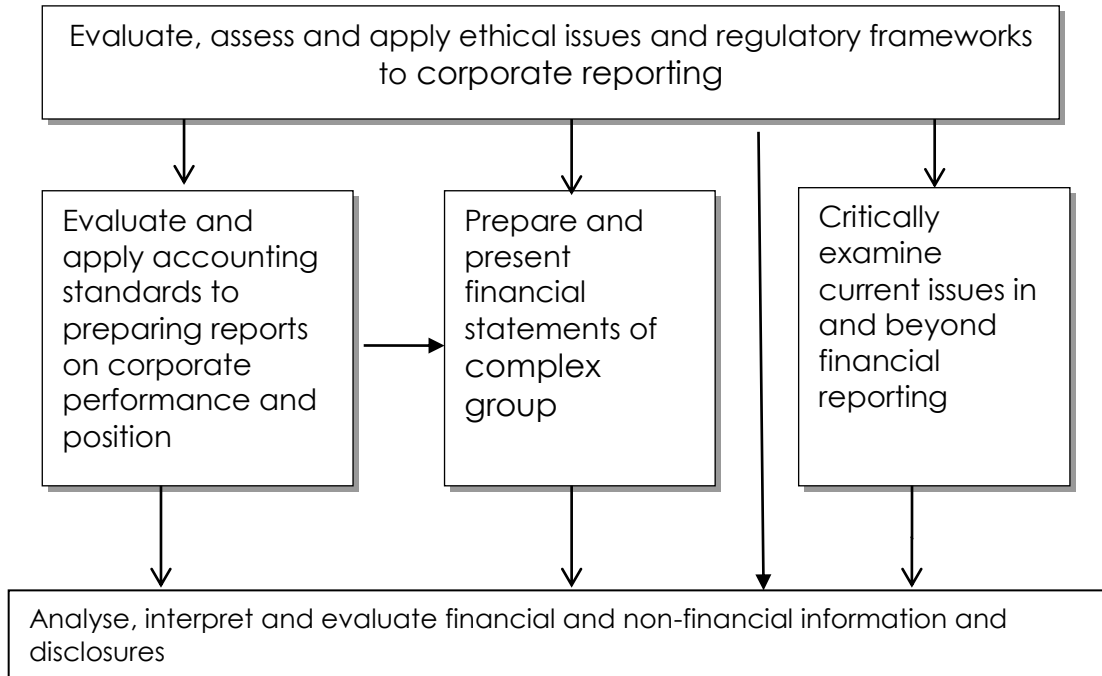 Evaluate, assess and apply ethical issues and regulatory frameworks
to corporate reporting
Evaluate and
apply accounting
standards to
preparing reports
on corporate
performance and
position
Prepare and
present
financial
statements of
complex
group
Critically
examine
current issues in
and beyond
financial
reporting
Analyse, interpret and evaluate financial and non-financial information and
disclosures